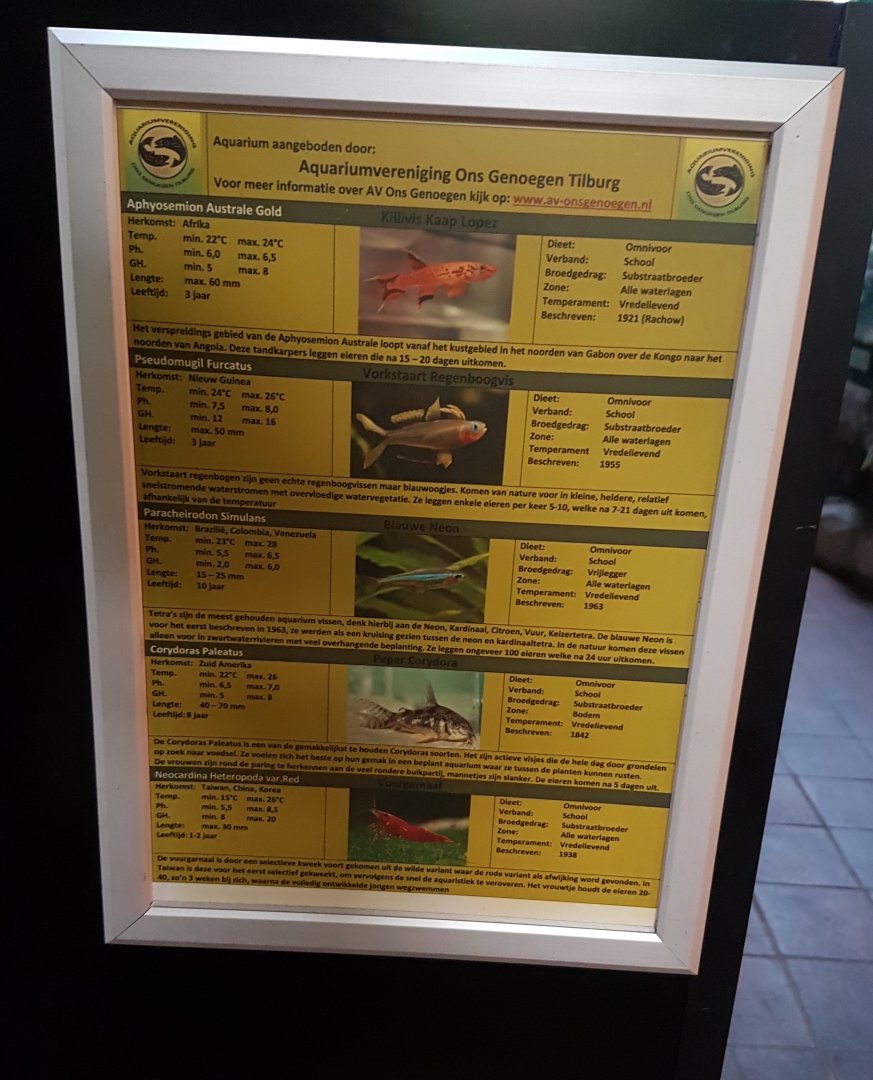 AQUARIUMVERENIGING
ONS GENOEGEN TILBURG
Aquarium aangeboden door:
Aquariumvereniging Ons Genoegen Tilburg
Voor meer informatie over AV Ons Genoegen kijk op: www.av-onsgenoegen.nl
AQUARIUMVERENIGING
ONS GENOEGEN TILBURG
Aphyosemion Australe Gold
Killivis Kaap Lopez
Herkomst: Afrika
Temp. min. 22°C max. 24°C
Ph. min. 6,0 max. 6,5
GH. min. 5 max. 8
Lengte: max. 60 mm
Leeftijd: 3 jaar
Dieet: Omnivoor
Verband: School
Broedgedrag: Substraatbroeder
Zone: Alle waterlagen
Temperament: Vredelievend
Beschreven: 1921 (Rachow)
Het verspreidings gebied van de Aphyosemion Australe loopt vanaf het kustgebied in het noorden van Gabon over de Kongo naar het
noorden van Angola. Deze tandkarpers leggen eieren die na 15 – 20 dagen uitkomen.
Pseudomugil Furcatus
Vorkstaart Regenboogvis
Herkomst: Nieuw Guinea
Temp. min. 24°C max. 26°C
Ph. min. 7,5 max. 8,0
GH. min. 12 max. 16
Lengte: max. 50 mm
Leeftijd: 3 jaar
Dieet: Omnivoor
Verband: School
Broedgedrag: Substraatbroeder
Zone: Alle waterlagen
Temperament Vredelievend
Beschreven: 1955
Vorkstaart regenbogen zijn geen echte regenboogvissen maar blauwoogjes. Komen van nature voor in kleine, heldere, relatief
snelstromende waterstromen met overvloedige watervegetatie. Ze leggen enkele eieren per keer 5-10, welke na 7-21 dagen uit komen,
afhankelijk van de temperatuur
Paracheirodon Simulans
Blauwe Neon
Herkomst: Brazilië, Colombia, Venezuela
Temp. min. 23°C max. 28
Ph. min. 5,5 max. 6,5
GH. min. 2,0 max. 6,0
Lengte: 15 – 25 mm
Leeftijd: 10 jaar
Dieet: Omnivoor
Verband: School
Broedgedrag: Vrijlegger
Zone: Alle waterlagen
Temperament: Vredelievend
Beschreven: 1963
Tetra's zijn de meest gehouden aquarium vissen, denk hierbij aan de Neon, Kardinaal, Citroen, Vuur, Keizertetra. De blauwe Neon is
voor het eerst beschreven in 1963, ze werden als een kruising gezien tussen de neon en kardinaaltetra. In de natuur komen deze vissen
alleen voor in zwartwaterrivieren met veel overhangende beplanting. Ze leggen ongeveer 100 eieren welke na 24 uur uitkomen.
Corydoras Paleatus
Peper Corydora
Herkomst: Zuid Amerika
Temp. min. 22°C max. 26
Ph. min. 6,5 max. 7,0
GH. min. 5 max. 8
Lengte: 40 – 70 mm
Leeftijd: 8 jaar
Dieet: Omnivoor
Verband: School
Broedgedrag: Substraatbroeder
Zone: Bodem
Temperament: Vredelievend
Beschreven: 1842
De Corydoras Paleatus is een van de gemakkelijkst te houden Corydoras soorten. Het zijn actieve visjes die de hele dag door grondelen
op zoek naar voedsel. Ze voelen zich het beste op hun gemak in een beplant aquarium waar ze tussen de planten kunnen rusten.
De vrouwen zijn rond de paring te herkennen aan de veel rondere buikpartij, mannetjes zijn slanker. De eieren komen na 5 dagen uit.
Neocardina Heteropoda var.Red
Vuurgarnaal
Herkomst: Taiwan, China, Korea
Temp. min. 15°C max. 26°C
Ph. min. 5,5 max. 8,5
GH. min. 8 max. 20
Lengte: max. 30 mm
Leeftijd: 1-2 jaar
Dieet: Omnivoor
Verband: School
Broedgedrag: Substraatbroeder
Zone: Alle waterlagen
Temperament: Vredelievend
Beschreven: 1938
De vuurgarnaal is door een selectieve kweek voort gekomen uit de wilde variant waar de rode variant als afwijking word gevonden. In
Taiwan is deze voor het eerst selectief gekweekt, om vervolgens de snel de aquaristiek te veroveren. Het vrouwtje houdt de eieren 20-
40, zo'n 3 weken bij zich, waarna de volledig ontwikkelde jongen wegzwemmen